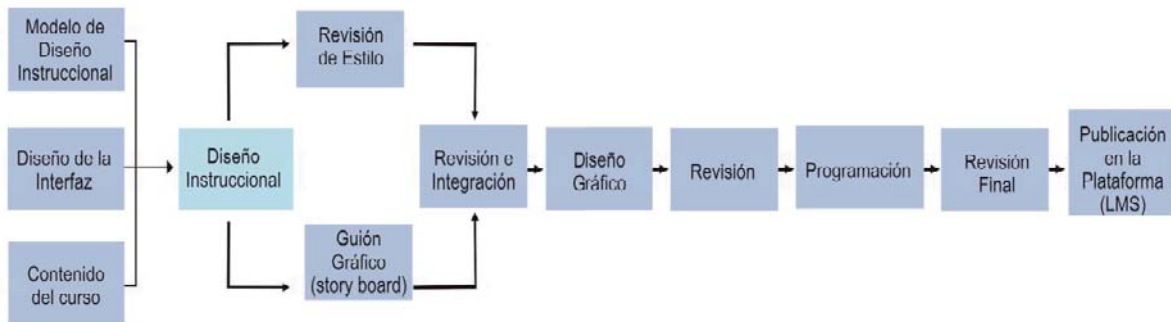 Modelo de
Diseño
Instruccional
Diseño de la
Interfaz
Contenido
del curso
Diseño
Instruccional
Revisión
de Estilo
Guión
Gráfico
(story board)
Revisión e
Integración
Diseño
Gráfico
Revisión
Programación
Revisión
Final
Publicación
en la
Plataforma
(LMS)